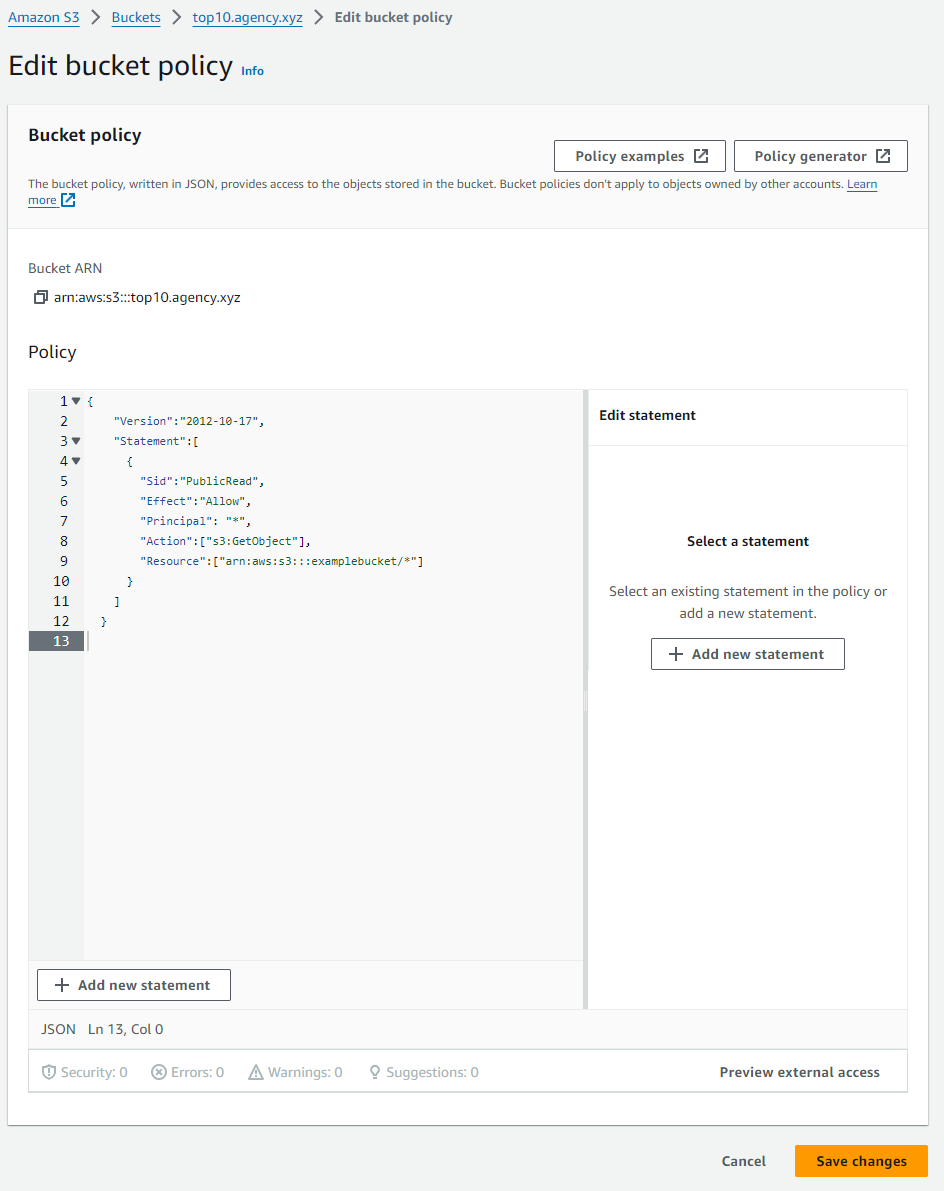 Amazon S3 > Buckets > top10.agency.xyz > Edit bucket policy
Edit bucket policy Info
Bucket policy
Policy examples
Policy generator
The bucket policy, written in JSON, provides access to the objects stored in the bucket. Bucket policies don't apply to objects owned by other accounts. Learn
more
Bucket ARN
arn:aws:s3:::top10.agency.xyz
Policy
1 {
2 "Version":"2012-10-17",
3 "Statement":[
4 {
5 "Sid":"PublicRead",
6 "Effect":"Allow",
7 "Principal": "*",
8 "Action":["s3:GetObject"],
9 "Resource":["arn:aws:s3:::examplebucket/*"]
10 }
11 ]
12 }
13
Edit statement
Select a statement
Select an existing statement in the policy or
add a new statement.
+ Add new statement
+ Add new statement
JSON Ln 13, Col 0
Security: 0 Errors: 0 Warnings: 0 Suggestions: 0 Preview external access
Cancel Save changes